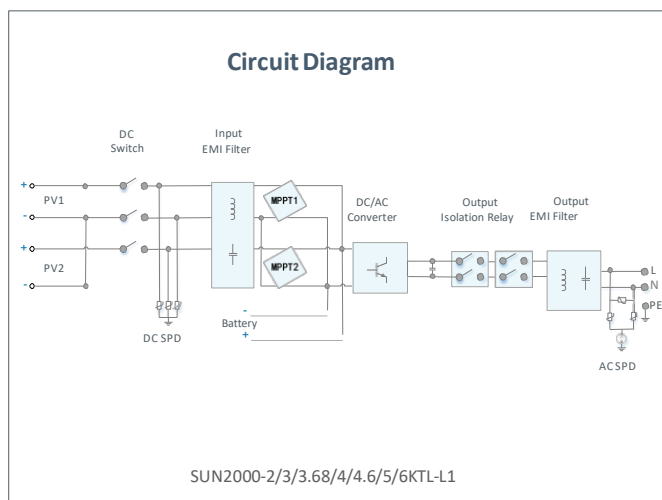 Circuit Diagram
DC
Switch
Input
EMI Filter
DC/AC
Converter
Output
Isolation Relay
Output
EMI Filter
+
PV1
-
+
PV2
-
MPPT1
MPPT2
L
N
PE
-
Battery
+
DC SPD
AC SPD
SUN2000-2/3/3.68/4/4.6/5/6KTL-L1